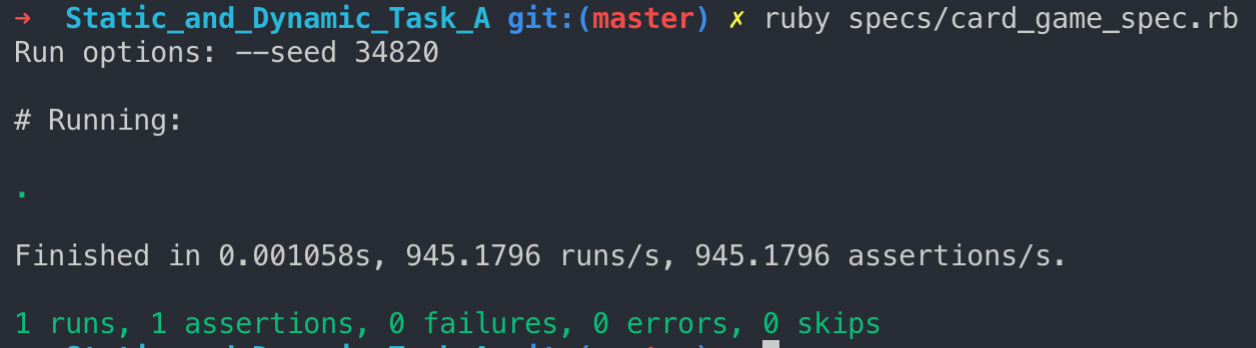 → Static_and_Dynamic_Task_A git:(master) ✗ ruby specs/card_game_spec.rb
Run options: --seed 34820
# Running:
.
Finished in 0.001058s, 945.1796 runs/s, 945.1796 assertions/s.
1 runs, 1 assertions, 0 failures, 0 errors, 0 skips